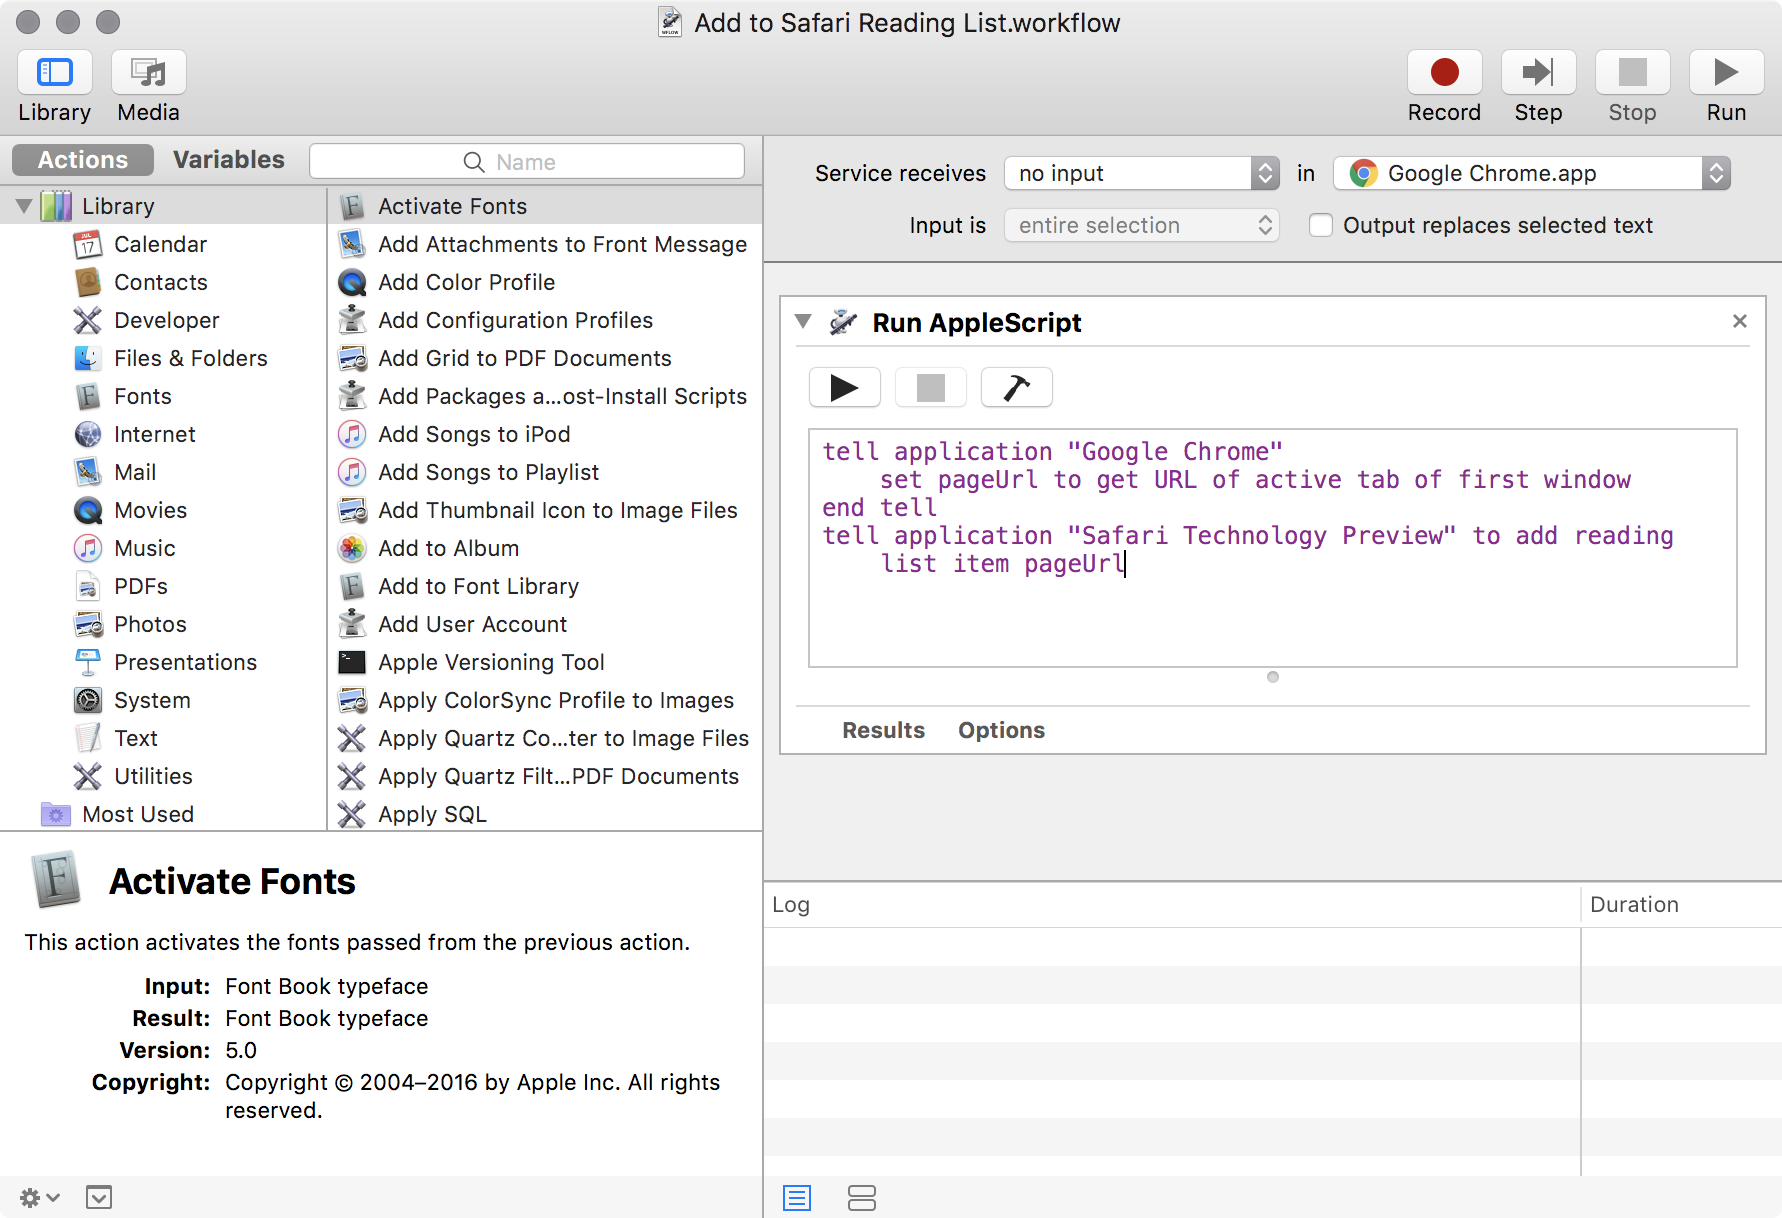 Add to Safari Reading List.workflow
Library
Media
Record
Step
Stop
Run
Actions
Variables
Name
Library
Calendar
Contacts
Developer
Files & Folders
Fonts
Internet
Mail
Movies
Music
PDFs
Photos
Presentations
System
Text
Utilities
Most Used
Activate Fonts
Add Attachments to Front Message
Add Color Profile
Add Configuration Profiles
Add Grid to PDF Documents
Add Packages a...ost-Install Scripts
Add Songs to iPod
Add Songs to Playlist
Add Thumbnail Icon to Image Files
Add to Album
Add to Font Library
Add User Account
Apple Versioning Tool
Apply ColorSync Profile to Images
Apply Quartz Co...ter to Image Files
Apply Quartz Filt...PDF Documents
Apply SQL
Activate Fonts
This action activates the fonts passed from the previous action.
Input: Font Book typeface
Result: Font Book typeface
Version: 5.0
Copyright: Copyright © 2004–2016 by Apple Inc. All rights
reserved.
Service receives no input in Google Chrome.app
Input is entire selection Output replaces selected text
Run AppleScript
tell application "Google Chrome"
set pageUrl to get URL of active tab of first window
end tell
tell application "Safari Technology Preview" to add reading
list item pageUrl
Results
Options
Log
Duration